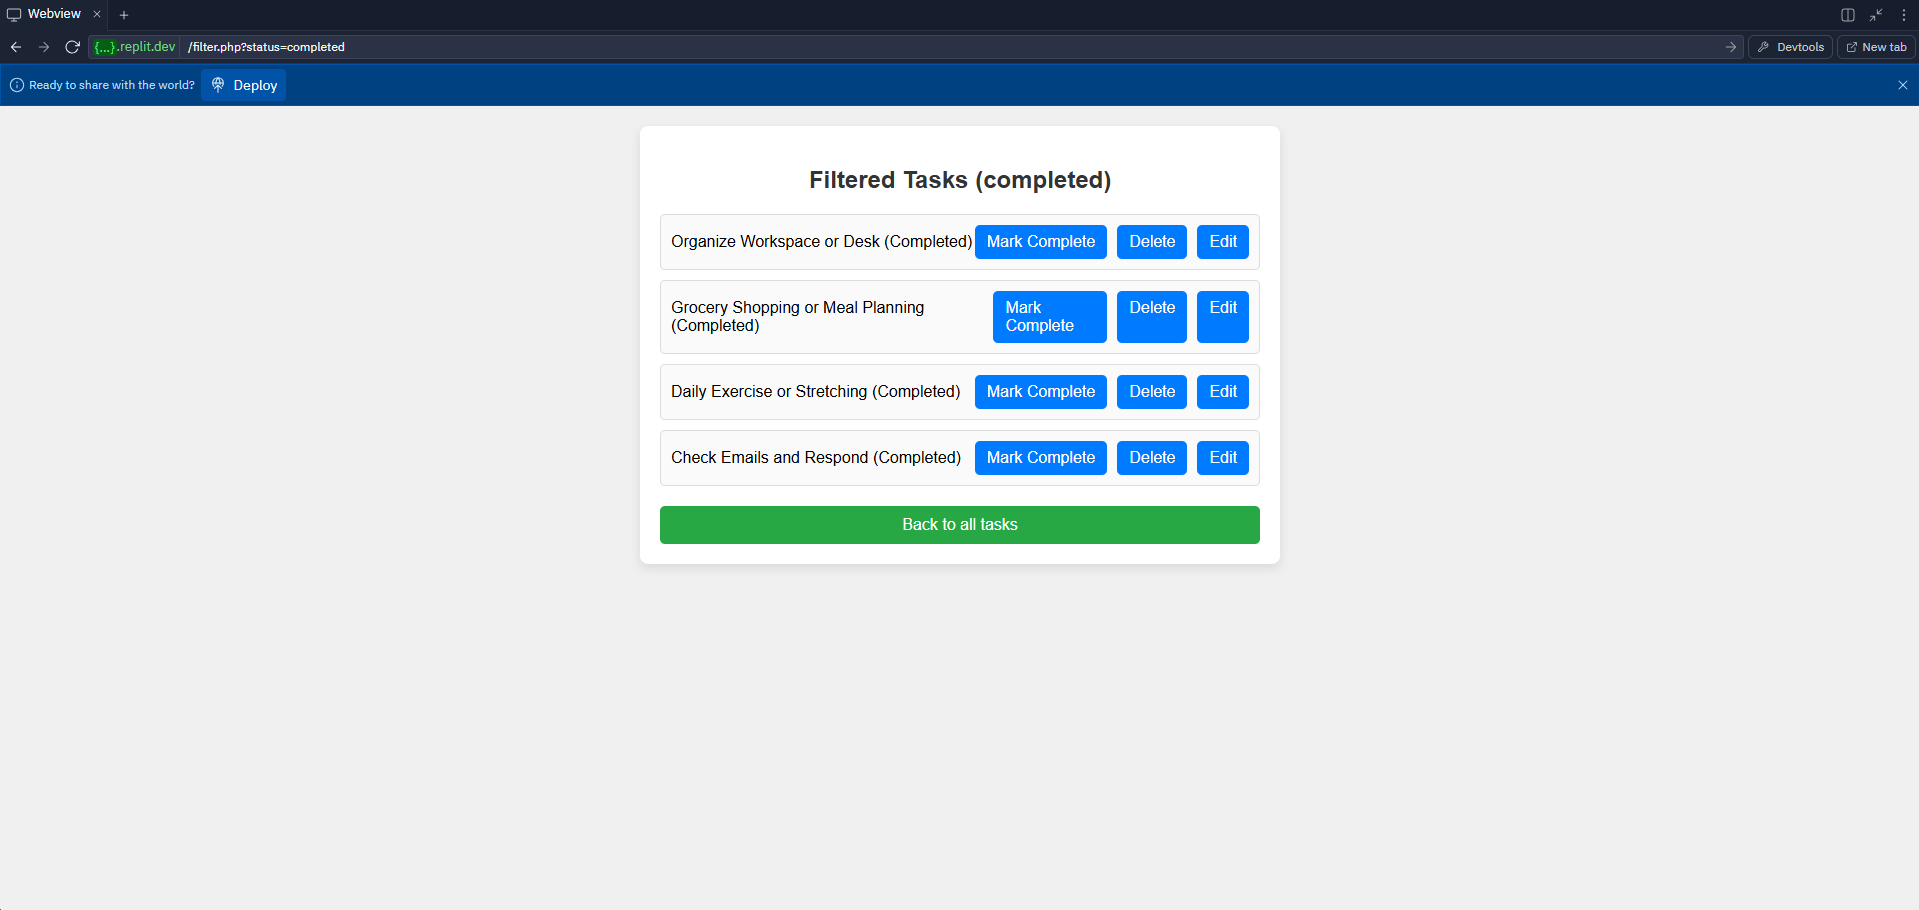 Webview
{...}.replit.dev /filter.php?status=completed
Devtools
New tab
Ready to share with the world?
Deploy
Filtered Tasks (completed)
Organize Workspace or Desk (Completed) Mark Complete Delete Edit
Grocery Shopping or Meal Planning
(Completed)
Mark
Complete
Delete
Edit
Daily Exercise or Stretching (Completed) Mark Complete Delete Edit
Check Emails and Respond (Completed) Mark Complete Delete Edit
Back to all tasks